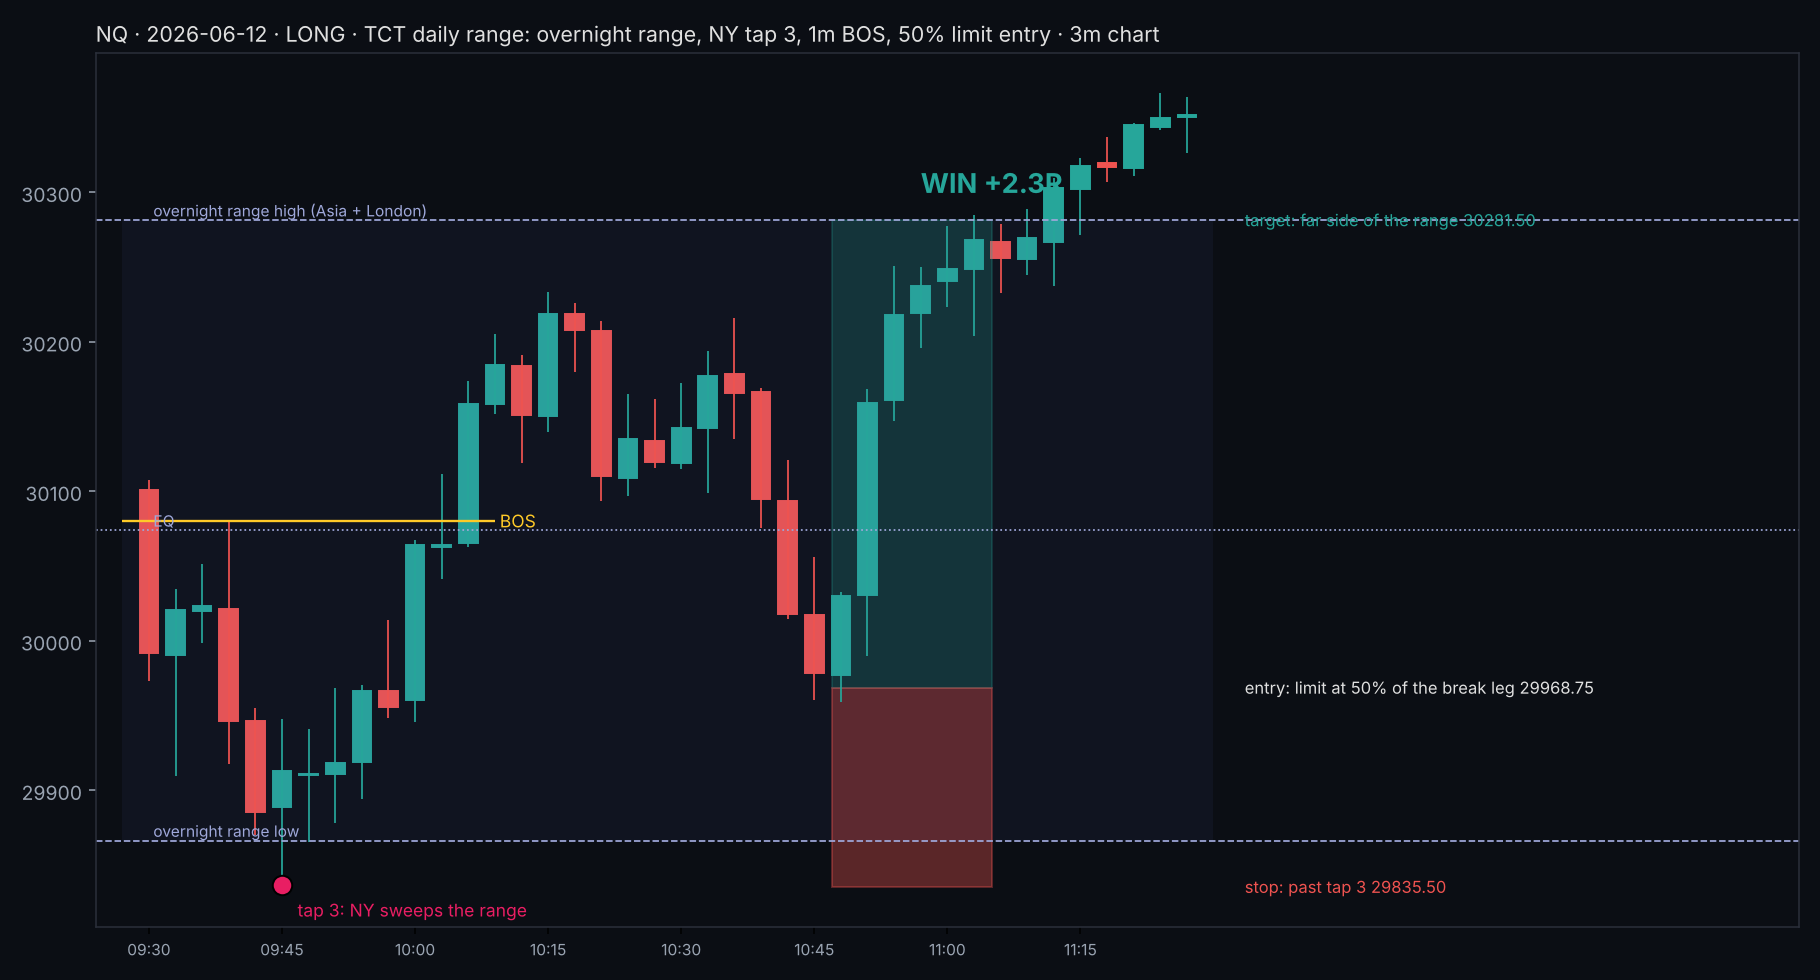 NQ · 2026-06-12 · LONG · TCT daily range: overnight range, NY tap 3, 1m BOS, 50% limit entry · 3m chart
WIN +2.3R
30300
overnight range high (Asia + London)
target: far side of the range 30281.50
30200
30100
EQ
BOS
30000
entry: limit at 50% of the break leg 29968.75
29900
overnight range low
stop: past tap 3 29835.50
tap 3: NY sweeps the range
09:30 09:45 10:00 10:15 10:30 10:45 11:00 11:15